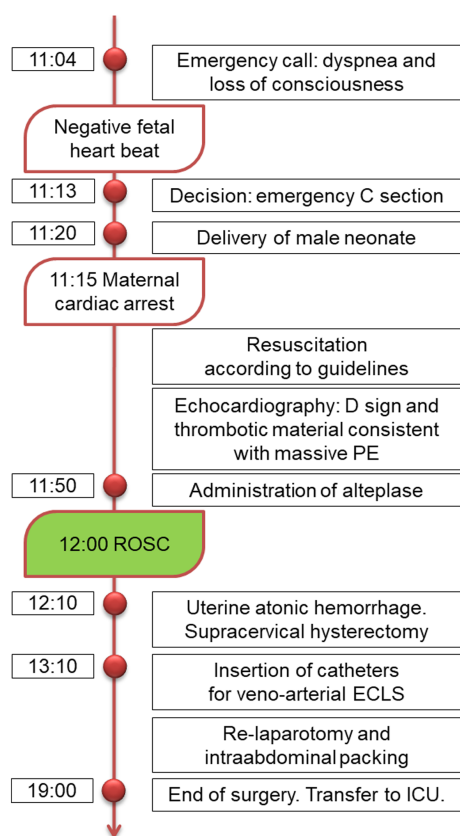 11:04
Emergency call: dyspnea and
loss of consciousness
Negative fetal
heart beat
11:13
Decision: emergency C section
11:20
Delivery of male neonate
11:15 Maternal
cardiac arrest
Resuscitation
according to guidelines
Echocardiography: D sign and
thrombotic material consistent
with massive PE
11:50
Administration of alteplase
12:00 ROSC
12:10
Uterine atonic hemorrhage.
Supracervical hysterectomy
13:10
Insertion of catheters
for veno-arterial ECLS
Re-laparotomy and
intraabdominal packing
19:00
End of surgery. Transfer to ICU.